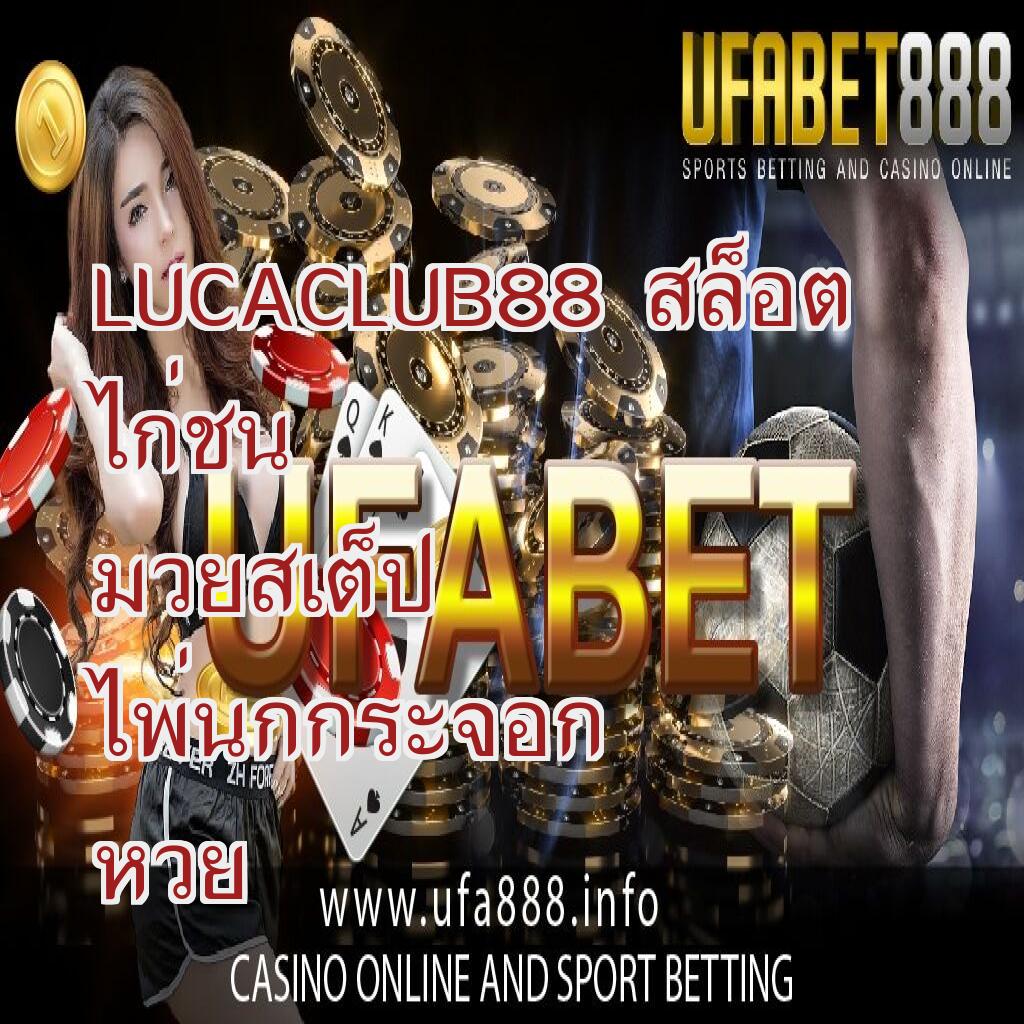 UFABET888
SPORTS BETTING AND CASINO ONLINE
LUCACLUB88 สล็อต
ไก่ชน
Q K
UFABET
มวยสเต็ป
ไพ่นกกระจอก
ZH FORE
A
หวย
www.ufa888.info
CASINO ONLINE AND SPORT BETTING